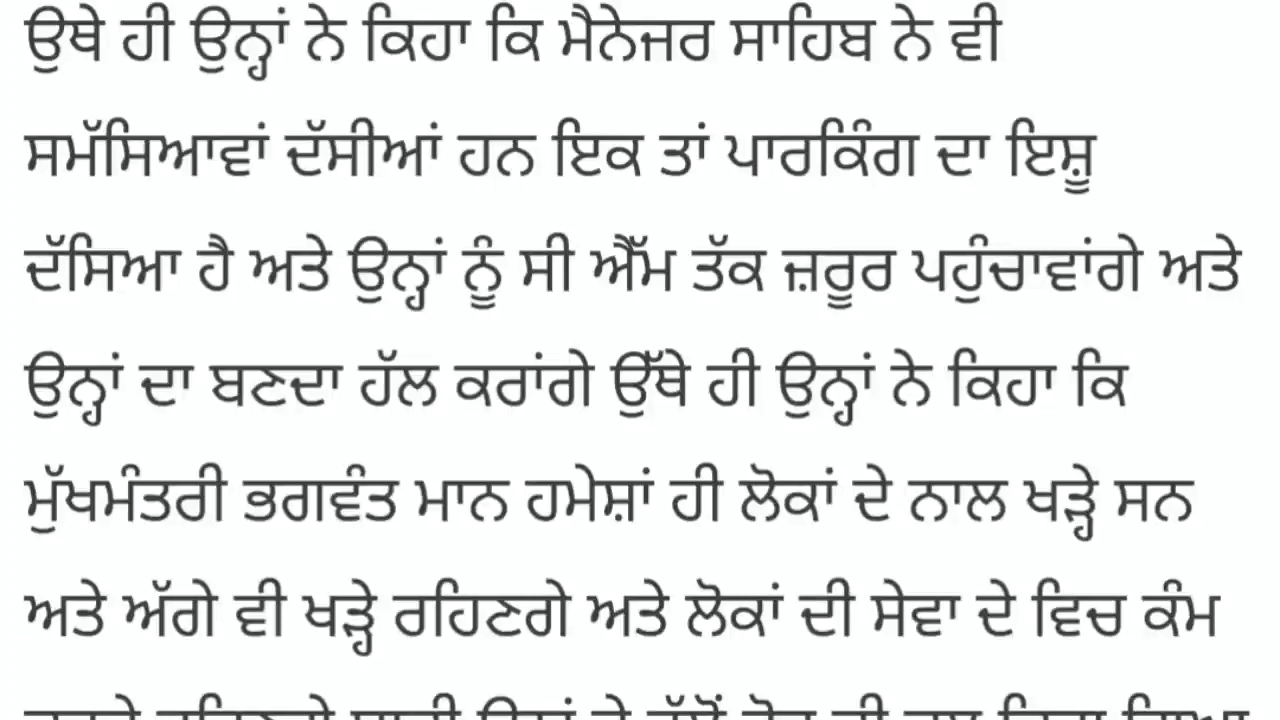 ਉਥੇ ਹੀ ਉਨ੍ਹਾਂ ਨੇ ਕਿਹਾ ਕਿ ਮੈਨੇਜਰ ਸਾਹਿਬ ਨੇ ਵੀ
ਸਮੱਸਿਆਵਾਂ ਦੱਸੀਆਂ ਹਨ ਇਕ ਤਾਂ ਪਾਰਕਿੰਗ ਦਾ ਇਸ਼ੂ
ਦੱਸਿਆ ਹੈ ਅਤੇ ਉਨ੍ਹਾਂ ਨੂੰ ਸੀ ਐੱਮ ਤੱਕ ਜ਼ਰੂਰ ਪਹੁੰਚਾਵਾਂਗੇ ਅਤੇ
ਉਨ੍ਹਾਂ ਦਾ ਬਣਦਾ ਹੱਲ ਕਰਾਂਗੇ ਉੱਥੇ ਹੀ ਉਨ੍ਹਾਂ ਨੇ ਕਿਹਾ ਕਿ
ਮੁੱਖਮੰਤਰੀ ਭਗਵੰਤ ਮਾਨ ਹਮੇਸ਼ਾਂ ਹੀ ਲੋਕਾਂ ਦੇ ਨਾਲ ਖੜ੍ਹੇ ਸਨ
ਅਤੇ ਅੱਗੇ ਵੀ ਖੜ੍ਹੇ ਰਹਿਣਗੇ ਅਤੇ ਲੋਕਾਂ ਦੀ ਸੇਵਾ ਦੇ ਵਿਚ ਕੰਮ